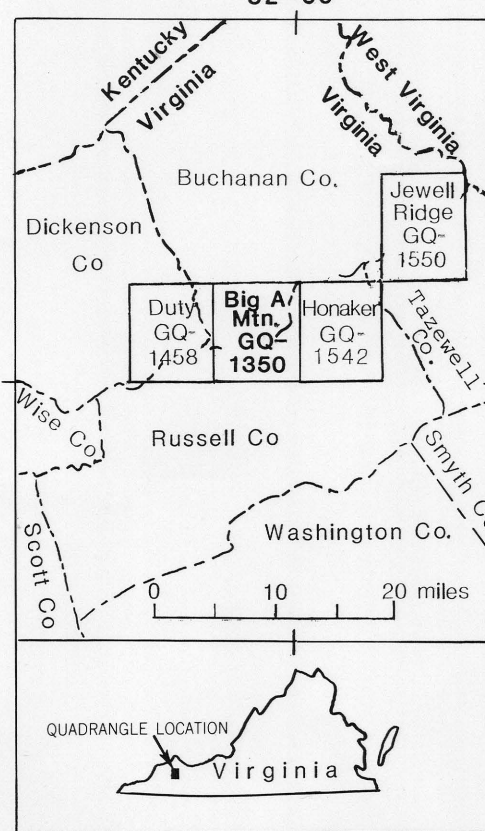 Kentucky
Virginia
West Virginia
Virginia
Buchanan Co.
Jewell
Ridge
GQ-
1550
Dickenson
Co
Duty
GQ-
1458
Big A
Mtn.
GQ-
1350
Honaker
GQ-
1542
Tazewell
Co.
Wise Co
Russell Co
Smyth Co
Scott Co
Washington Co.
0 10 20 miles
QUADRANGLE LOCATION
Virginia